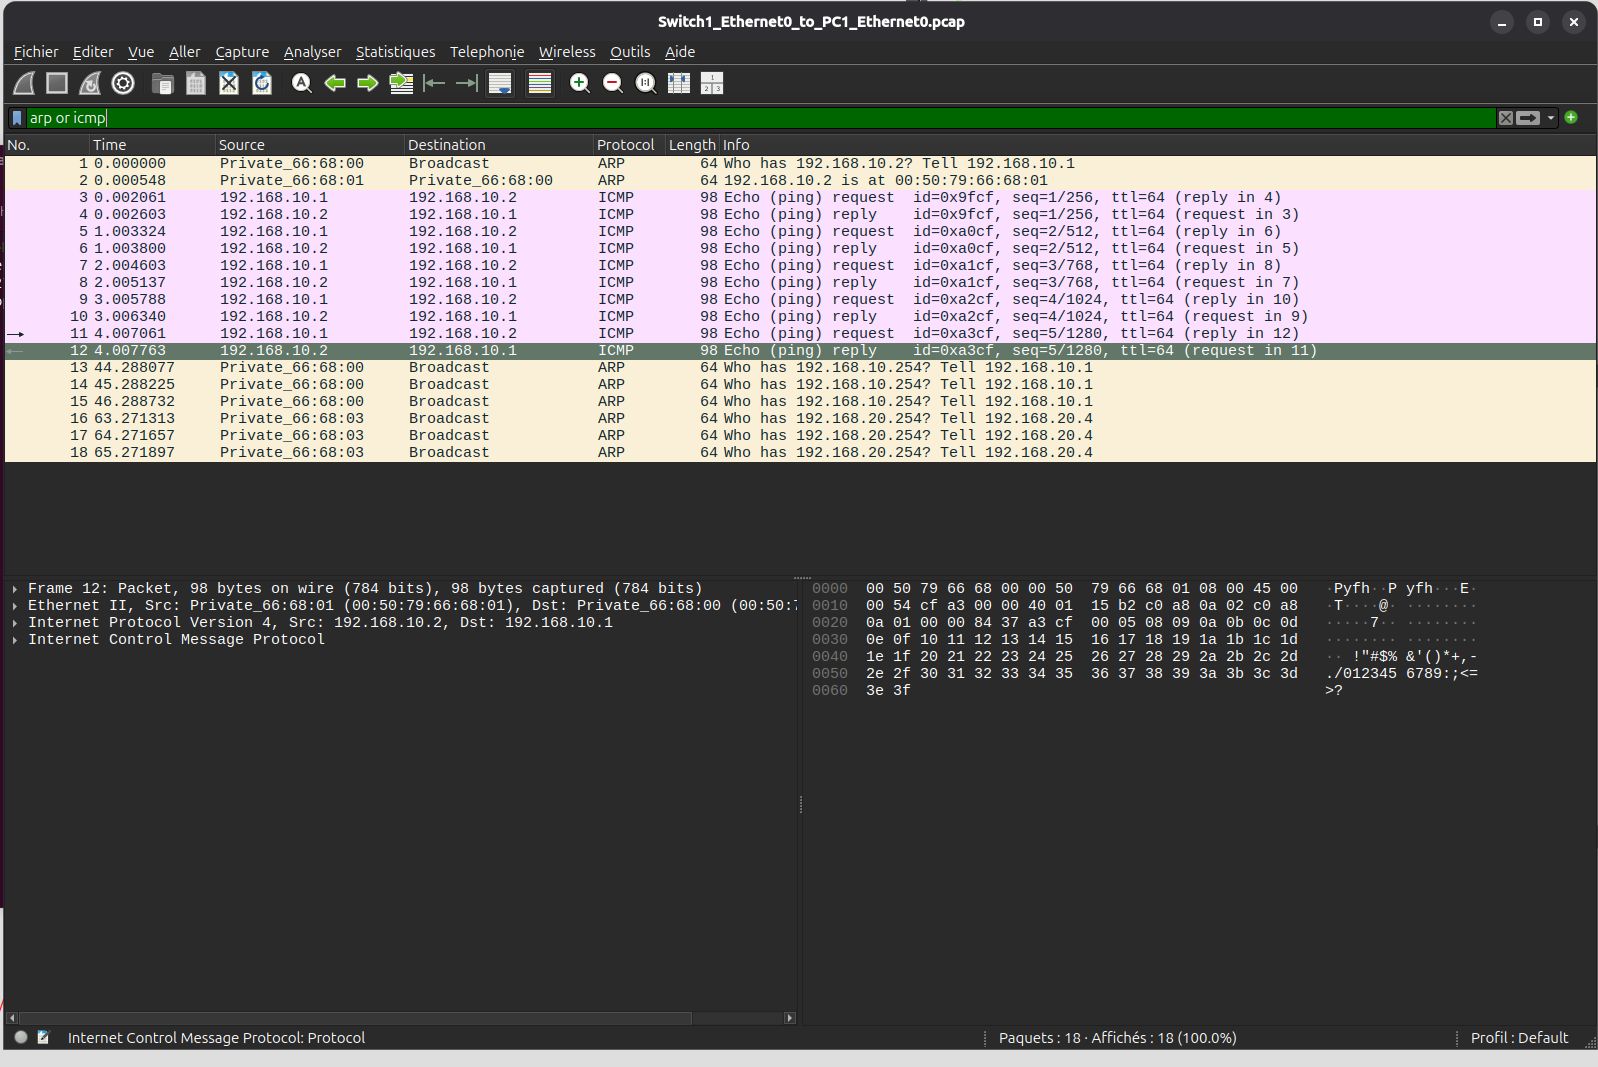 Switch1_Ethernet0_to_PC1_Ethernet0.pcap
Fichier Editer Vue Aller Capture Analyser Statistiques Telephonie Wireless Outils Aide
arp or icmp
No. Time Source Destination Protocol Length Info
1 0.000000 Private_66:68:00 Broadcast ARP 64 Who has 192.168.10.2? Tell 192.168.10.1
2 0.000548 Private_66:68:01 Private_66:68:00 ARP 64 192.168.10.2 is at 00:50:79:66:68:01
3 0.002061 192.168.10.1 192.168.10.2 ICMP 98 Echo (ping) request id=0x9fcf, seq=1/256, ttl=64 (reply in 4)
4 0.002603 192.168.10.2 192.168.10.1 ICMP 98 Echo (ping) reply id=0x9fcf, seq=1/256, ttl=64 (request in 3)
5 1.003324 192.168.10.1 192.168.10.2 ICMP 98 Echo (ping) request id=0xa0cf, seq=2/512, ttl=64 (reply in 6)
6 1.003800 192.168.10.2 192.168.10.1 ICMP 98 Echo (ping) reply id=0xa0cf, seq=2/512, ttl=64 (request in 5)
7 2.004603 192.168.10.1 192.168.10.2 ICMP 98 Echo (ping) request id=0xa1cf, seq=3/768, ttl=64 (reply in 8)
8 2.005137 192.168.10.2 192.168.10.1 ICMP 98 Echo (ping) reply id=0xa1cf, seq=3/768, ttl=64 (request in 7)
9 3.005788 192.168.10.1 192.168.10.2 ICMP 98 Echo (ping) request id=0xa2cf, seq=4/1024, ttl=64 (reply in 10)
10 3.006340 192.168.10.2 192.168.10.1 ICMP 98 Echo (ping) reply id=0xa2cf, seq=4/1024, ttl=64 (request in 9)
11 4.007061 192.168.10.1 192.168.10.2 ICMP 98 Echo (ping) request id=0xa3cf, seq=5/1280, ttl=64 (reply in 12)
12 4.007763 192.168.10.2 192.168.10.1 ICMP 98 Echo (ping) reply id=0xa3cf, seq=5/1280, ttl=64 (request in 11)
13 44.288077 Private_66:68:00 Broadcast ARP 64 Who has 192.168.10.254? Tell 192.168.10.1
14 45.288225 Private_66:68:00 Broadcast ARP 64 Who has 192.168.10.254? Tell 192.168.10.1
15 46.288732 Private_66:68:00 Broadcast ARP 64 Who has 192.168.10.254? Tell 192.168.10.1
16 63.271313 Private_66:68:03 Broadcast ARP 64 Who has 192.168.20.254? Tell 192.168.20.4
17 64.271657 Private_66:68:03 Broadcast ARP 64 Who has 192.168.20.254? Tell 192.168.20.4
18 65.271897 Private_66:68:03 Broadcast ARP 64 Who has 192.168.20.254? Tell 192.168.20.4
Frame 12: Packet, 98 bytes on wire (784 bits), 98 bytes captured (784 bits)
Ethernet II, Src: Private_66:68:01 (00:50:79:66:68:01), Dst: Private_66:68:00 (00:50:7
Internet Protocol Version 4, Src: 192.168.10.2, Dst: 192.168.10.1
Internet Control Message Protocol
0000 00 50 79 66 68 00 00 50 79 66 68 01 08 00 45 00 ·Pyfh··P yfh···E·
0010 00 54 cf a3 00 00 40 01 15 b2 c0 a8 0a 02 c0 a8 ·T····@· ········
0020 0a 01 00 00 84 37 a3 cf 00 05 08 09 0a 0b 0c 0d ·····7·· ········
0030 0e 0f 10 11 12 13 14 15 16 17 18 19 1a 1b 1c 1d ········ ········
0040 1e 1f 20 21 22 23 24 25 26 27 28 29 2a 2b 2c 2d ·· !"#$% &'()*+,-
0050 2e 2f 30 31 32 33 34 35 36 37 38 39 3a 3b 3c 3d ./012345 6789:;<=
0060 3e 3f >?
Internet Control Message Protocol: Protocol
Paquets : 18 · Affichés : 18 (100.0%)
Profil : Default